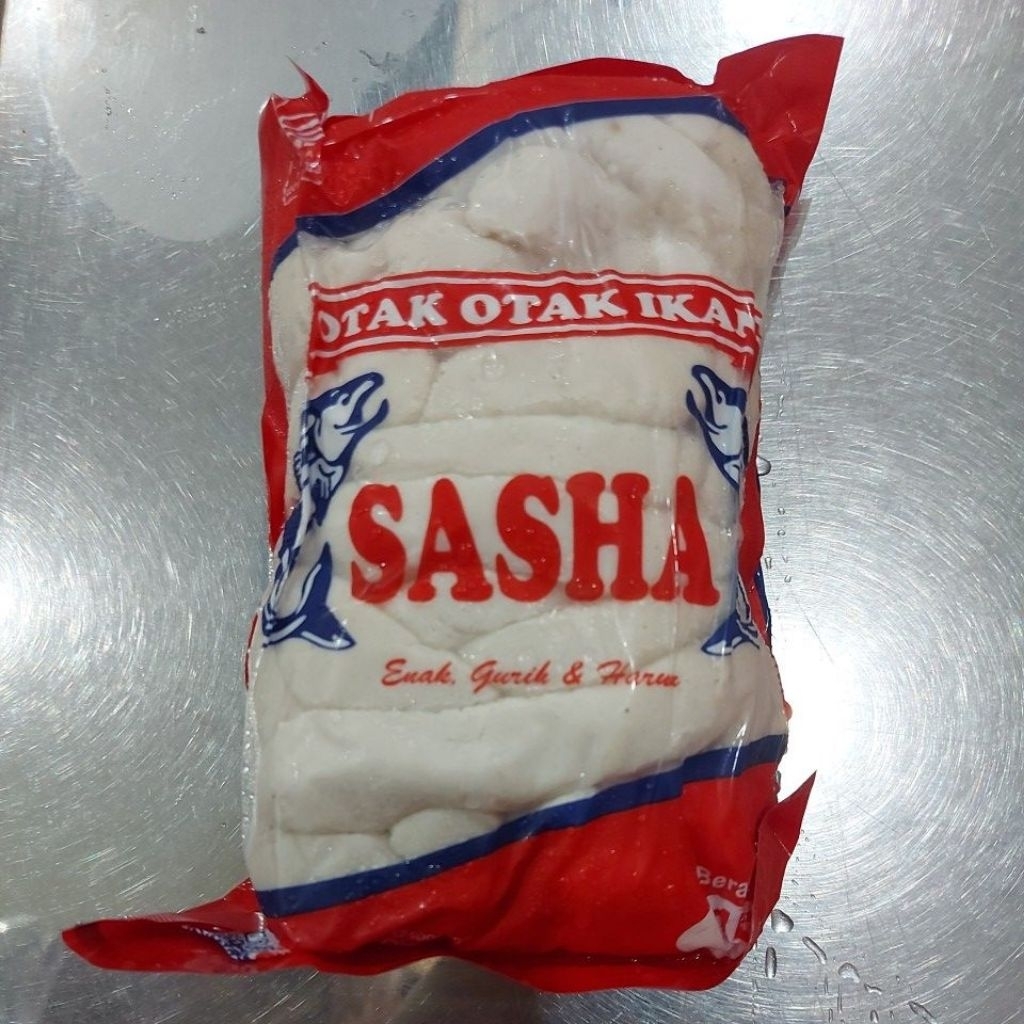 OTAK OTAK IKAN
SASHA
Enak, Gurih & Harum